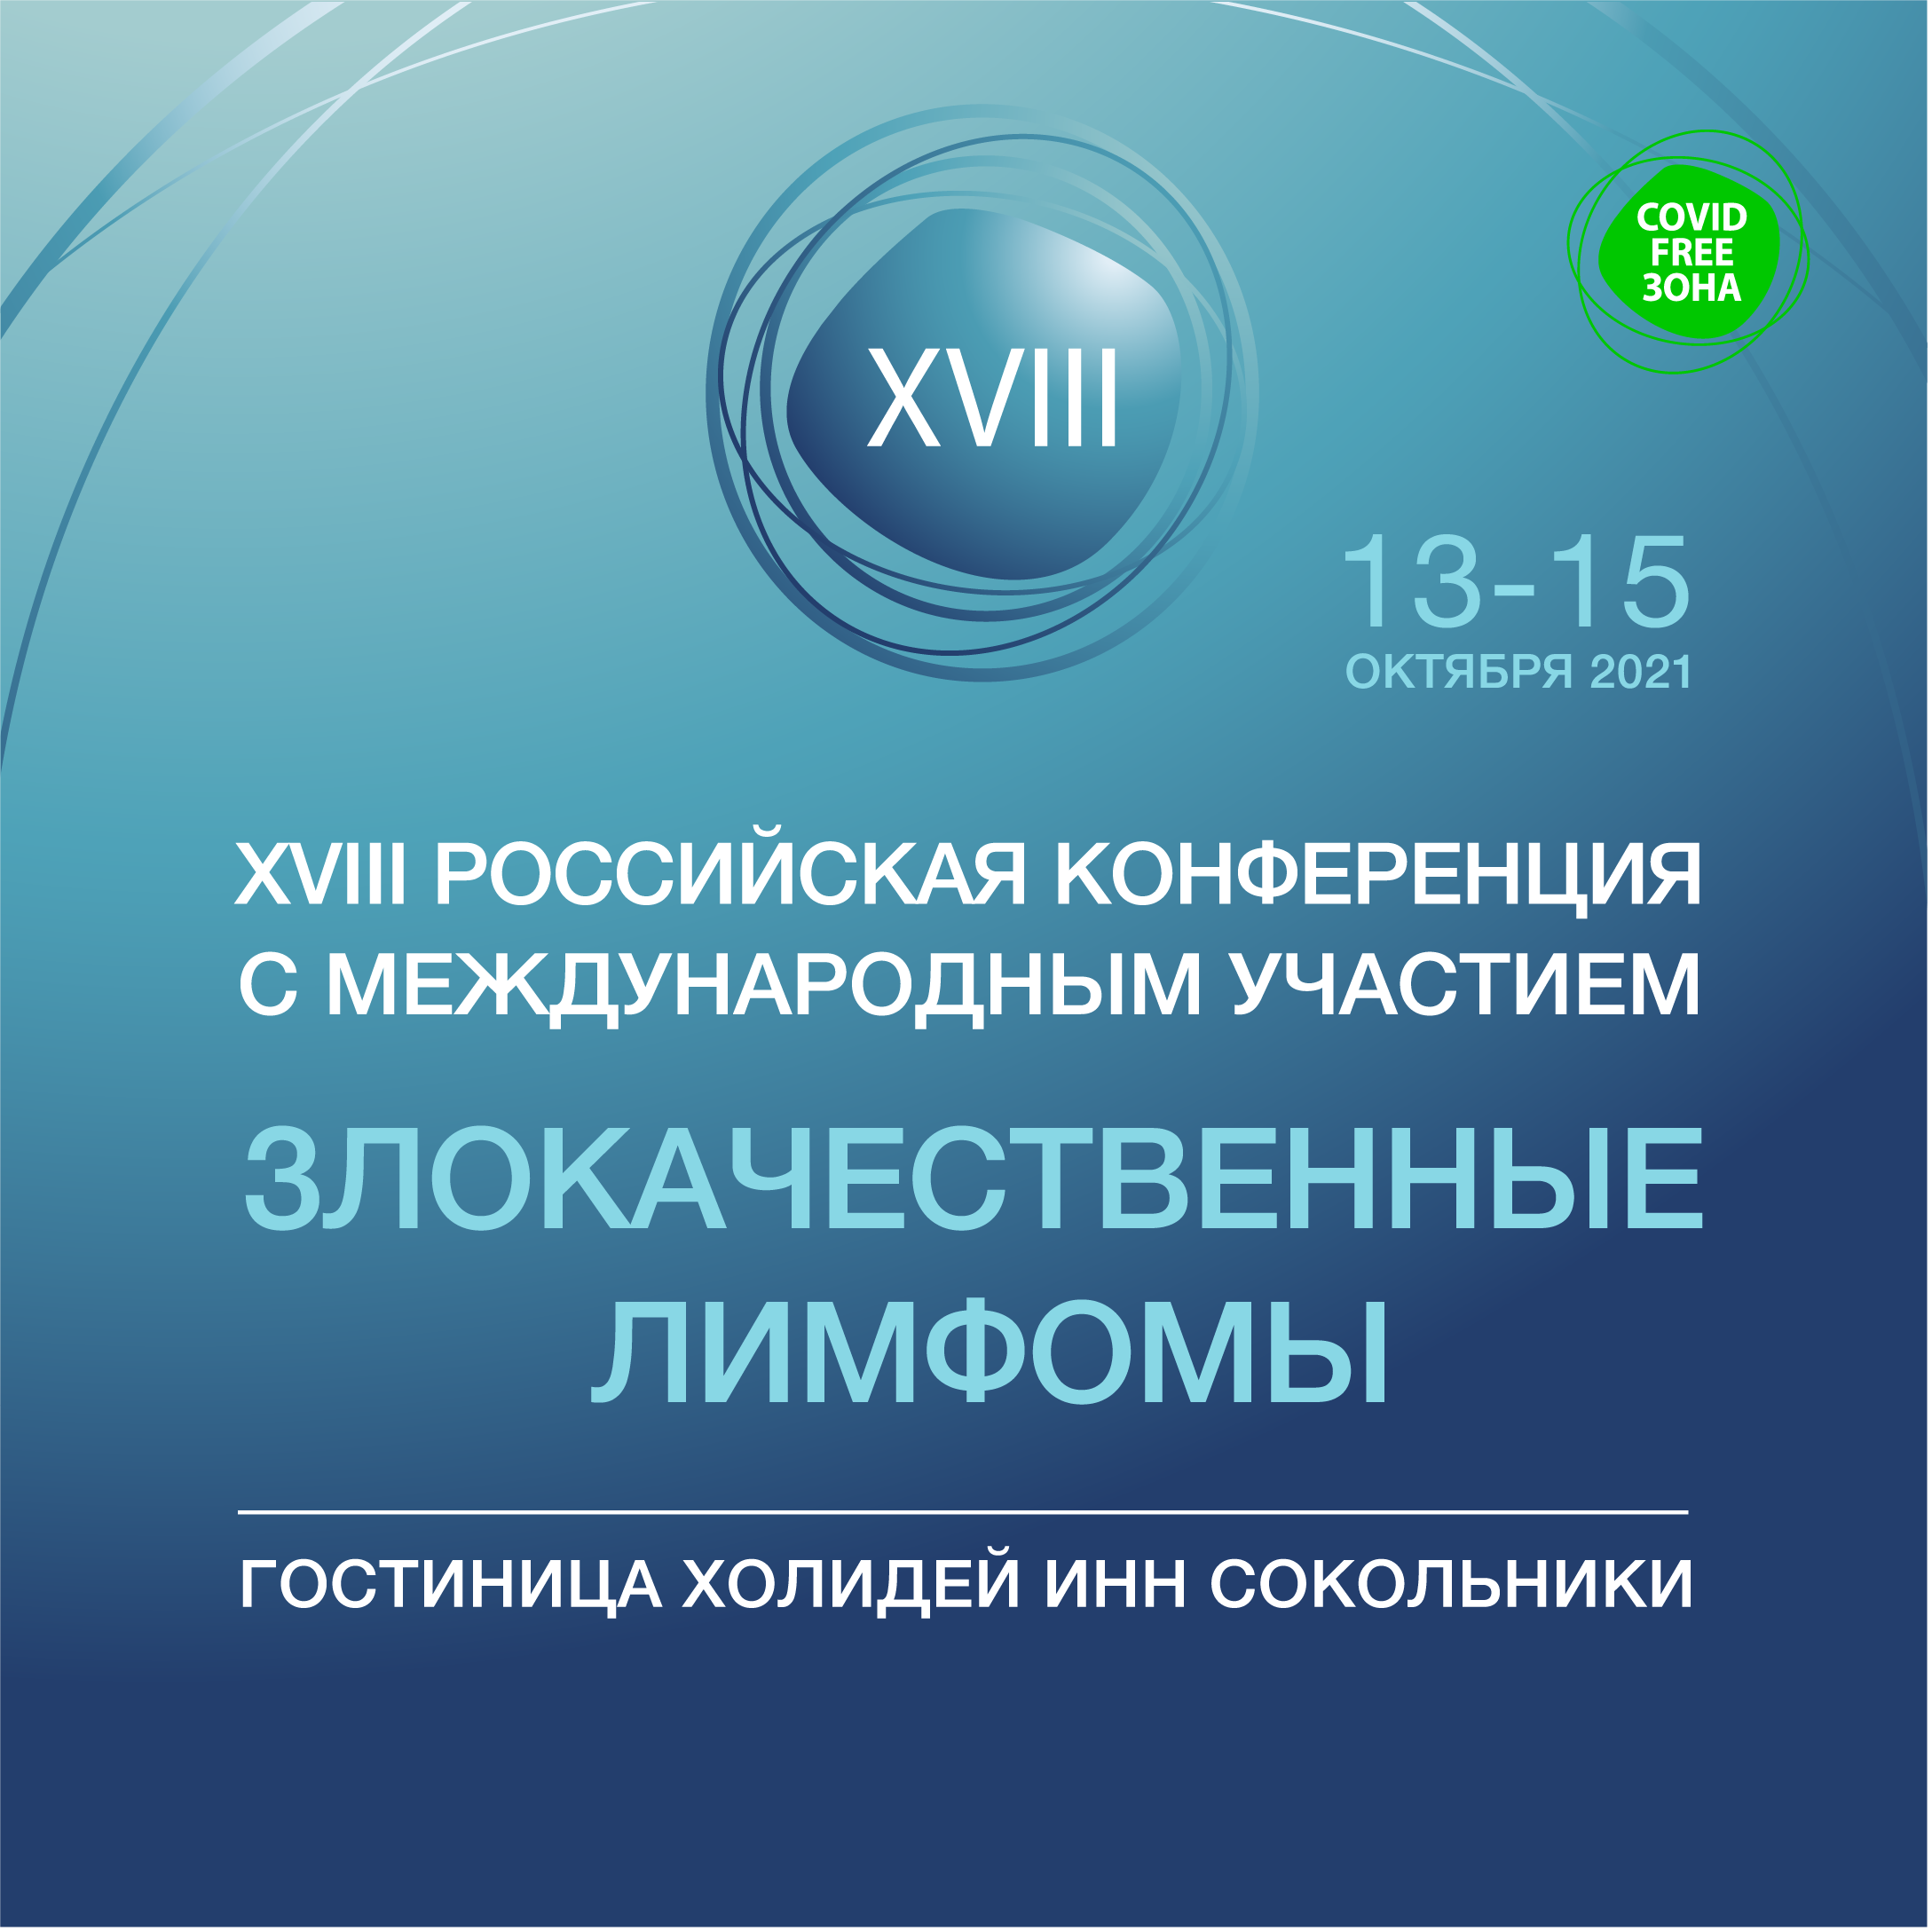 COVID
FREE
ЗОНА
XVIII
13-15
ОКТЯБРЯ 2021
XVIII РОССИЙСКАЯ КОНФЕРЕНЦИЯ
С МЕЖДУНАРОДНЫМ УЧАСТИЕМ
ЗЛОКАЧЕСТВЕННЫЕ
ЛИМФОМЫ
ГОСТИНИЦА ХОЛИДЕЙ ИНН СОКОЛЬНИКИ